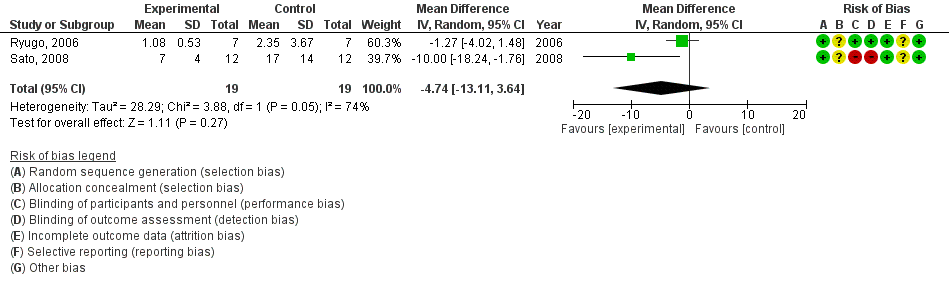 Experimental Control Mean Difference Mean Difference Risk of Bias
Study or Subgroup Mean SD Total Mean SD Total Weight IV, Random, 95% CI Year IV, Random, 95% CI A B C D E F G
Ryugo, 2006 1.08 0.53 7 2.35 3.67 7 60.3% -1.27 [-4.02, 1.48] 2006 + ? + + + ? +
Sato, 2008 7 4 12 17 14 12 39.7% -10.00 [-18.24, -1.76] 2008 + ? - - + ? +
Total (95% CI) 19 19 100.0% -4.74 [-13.11, 3.64]
Heterogeneity: Tau² = 28.29; Chi² = 3.88, df = 1 (P = 0.05); I² = 74%
Test for overall effect: Z = 1.11 (P = 0.27)
-20 -10 0 10 20
Favours [experimental] Favours [control]
Risk of bias legend
(A) Random sequence generation (selection bias)
(B) Allocation concealment (selection bias)
(C) Blinding of participants and personnel (performance bias)
(D) Blinding of outcome assessment (detection bias)
(E) Incomplete outcome data (attrition bias)
(F) Selective reporting (reporting bias)
(G) Other bias